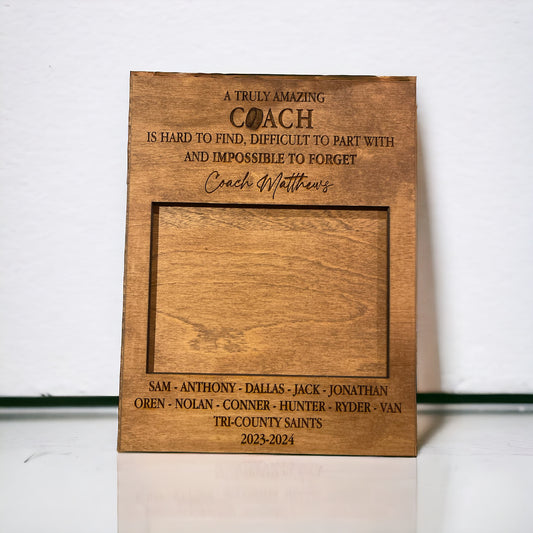 A TRULY AMAZING
COACH
IS HARD TO FIND, DIFFICULT TO PART WITH
AND IMPOSSIBLE TO FORGET
Coach Matthews
SAM - ANTHONY - DALLAS - JACK - JONATHAN
OREN - NOLAN - CONNER - HUNTER - RYDER - VAN
TRI-COUNTY SAINTS
2023-2024